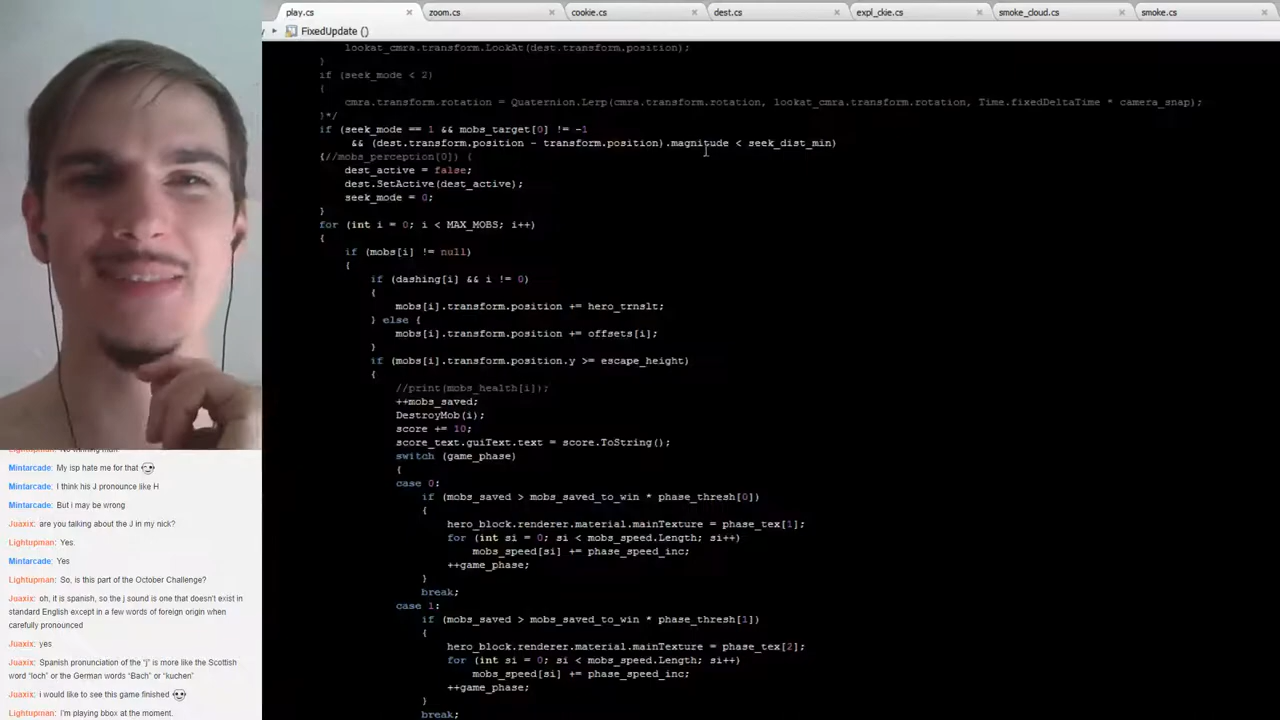 play.cs × zoom.cs × cookie.cs × dest.cs × expl_ckie.cs × smoke_cloud.cs × smoke.cs ×
FixedUpdate ()
lookat_cmra.transform.LookAt(dest.transform.position);
}
if (seek_mode < 2)
{
cmra.transform.rotation = Quaternion.Lerp(cmra.transform.rotation, lookat_cmra.transform.rotation, Time.fixedDeltaTime * camera_snap);
}*/
if (seek_mode == 1 && mobs_target[0] != -1
&& (dest.transform.position - transform.position).magnitude < seek_dist_min)
{//mobs_perception[0]) {
dest_active = false;
dest.SetActive(dest_active);
seek_mode = 0;
}
for (int i = 0; i < MAX_MOBS; i++)
{
if (mobs[i] != null)
{
if (dashing[i] && i != 0)
{
mobs[i].transform.position += hero_trnslt;
} else {
mobs[i].transform.position += offsets[i];
}
if (mobs[i].transform.position.y >= escape_height)
{
//print(mobs_health[i]);
++mobs_saved;
DestroyMob(i);
score += 10;
score_text.guiText.text = score.ToString();
switch (game_phase)
{
case 0:
if (mobs_saved > mobs_saved_to_win * phase_thresh[0])
{
hero_block.renderer.material.mainTexture = phase_tex[1];
for (int si = 0; si < mobs_speed.Length; si++)
mobs_speed[si] += phase_speed_inc;
++game_phase;
}
break;
case 1:
if (mobs_saved > mobs_saved_to_win * phase_thresh[1])
{
hero_block.renderer.material.mainTexture = phase_tex[2];
for (int si = 0; si < mobs_speed.Length; si++)
mobs_speed[si] += phase_speed_inc;
++game_phase;
}
break;
Mintarcade: My isp hate me for that
Mintarcade: I think his J pronounce like H
Mintarcade: But i may be wrong
Juaxix: are you talking about the J in my nick?
Lightupman: Yes.
Mintarcade: Yes
Lightupman: So, is this part of the October Challenge?
Juaxix: oh, it is spanish, so the j sound is one that doesn't exist in
standard English except in a few words of foreign origin when
carefully pronounced
Juaxix: yes
Juaxix: Spanish pronunciation of the “j” is more like the Scottish
word “loch” or the German words “Bach” or “kuchen”
Juaxix: i would like to see this game finished
Lightupman: I'm playing bbox at the moment.